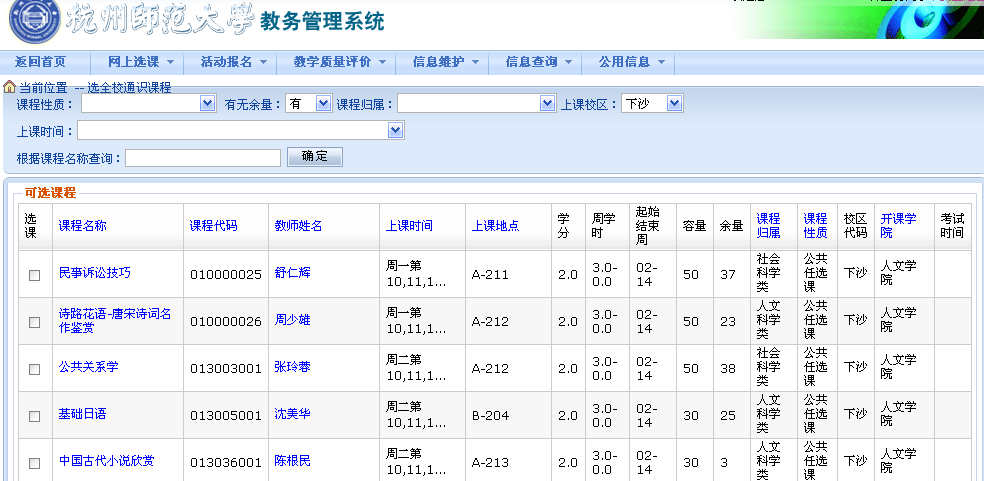 杭州师范大学 教务管理系统
返回首页 网上选课 活动报名 教学质量评价 信息维护 信息查询 公用信息
当前位置 -- 选全校通识课程
课程性质： 有无余量： 有 课程归属： 上课校区： 下沙
上课时间：
根据课程名称查询： 确定
可选课程
选课 课程名称 课程代码 教师姓名 上课时间 上课地点 学分 周学时 起始结束周 容量 余量 课程归属 课程性质 校区代码 开课学院 考试时间
民事诉讼技巧 010000025 舒仁辉 周一第10,11,1... A-211 2.0 3.0-0.0 02-14 50 37 社会科学类 公共任选课 下沙 人文学院
诗路花语-唐宋诗词名作鉴赏 010000026 周少雄 周一第10,11,1... A-212 2.0 3.0-0.0 02-14 50 23 人文科学类 公共任选课 下沙 人文学院
公共关系学 013003001 张玲蓉 周二第10,11,1... A-212 2.0 3.0-0.0 02-14 50 38 社会科学类 公共任选课 下沙 人文学院
基础日语 013005001 沈美华 周二第10,11,1... B-204 2.0 3.0-0.0 02-14 30 25 人文科学类 公共任选课 下沙 人文学院
中国古代小说欣赏 013036001 陈根民 周二第10,11,1... A-213 2.0 3.0-0.0 02-14 30 3 人文科学类 公共任选课 下沙 人文学院